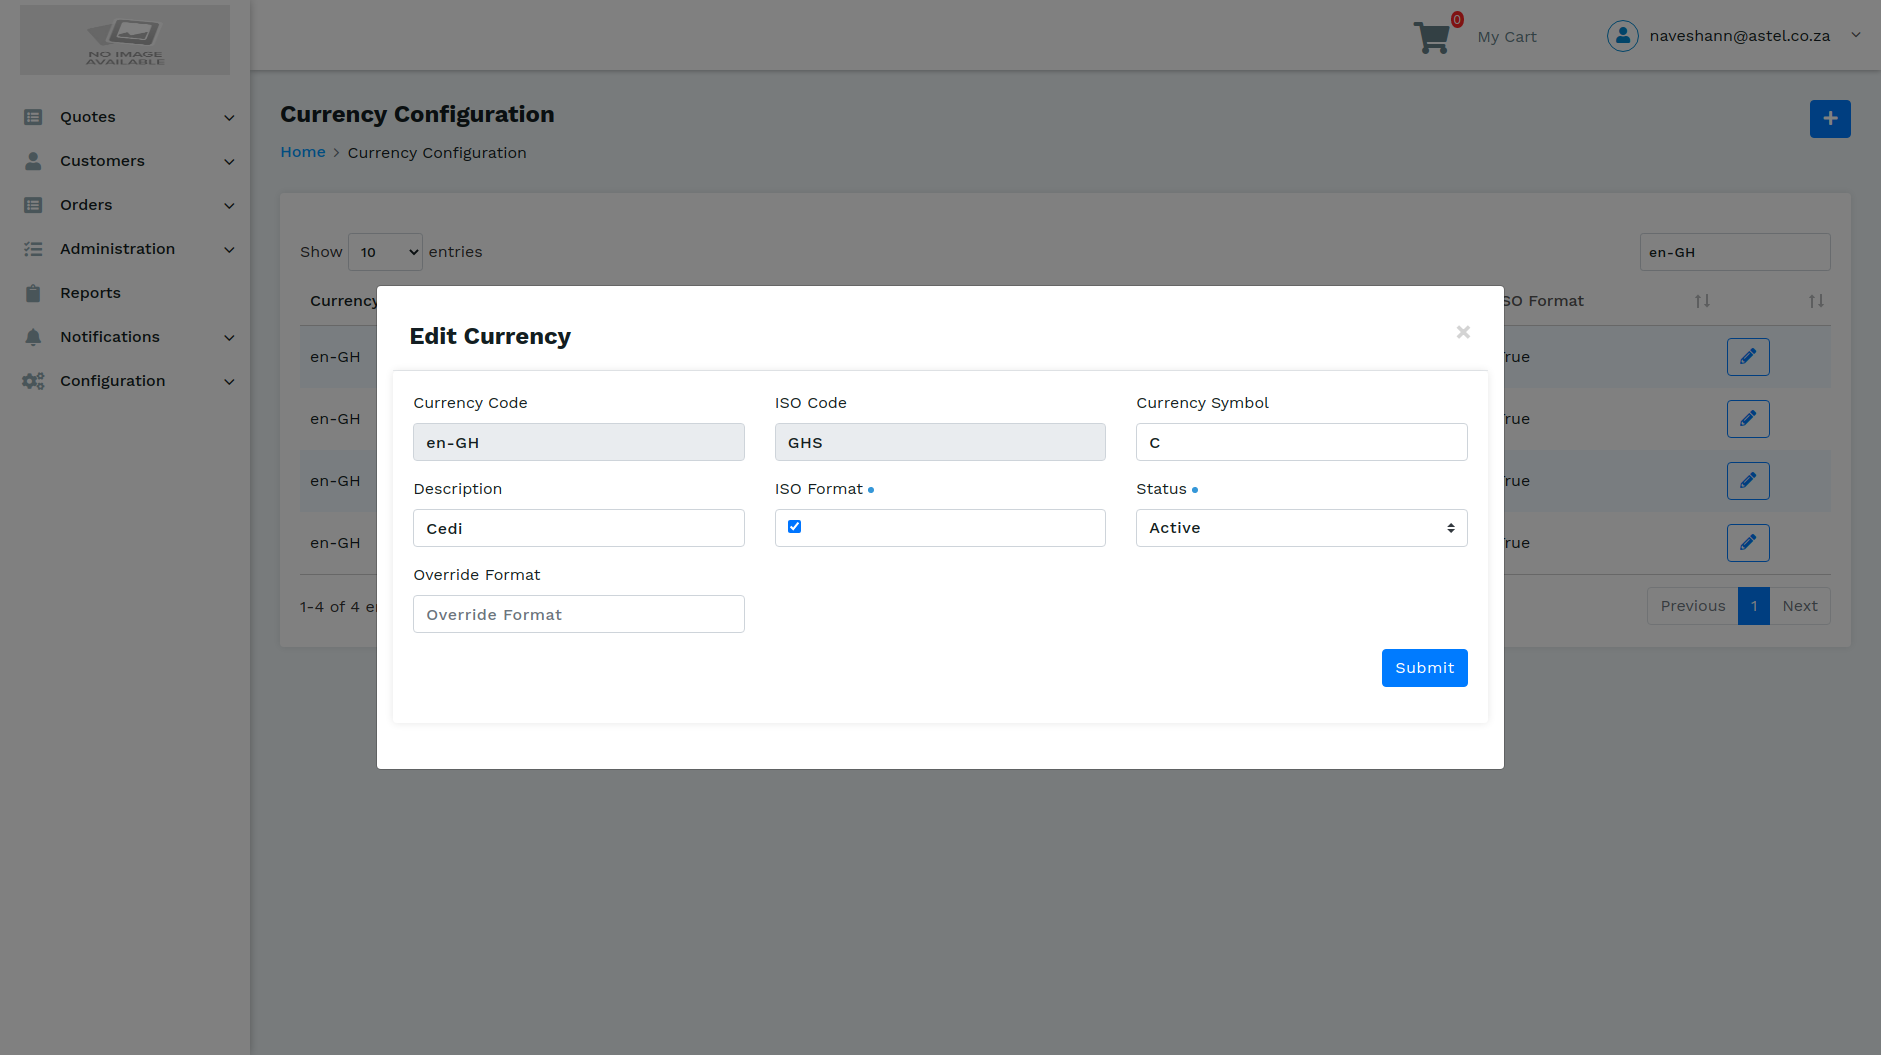 NO IMAGE
AVAILABLE
0
My Cart
naveshann@astel.co.za
Quotes
Customers
Orders
Administration
Reports
Notifications
Configuration
Currency Configuration
Home > Currency Configuration
Show 10 entries
en-GH
Currency
SO Format
en-GH
rue
en-GH
rue
en-GH
rue
en-GH
rue
1-4 of 4 e
Previous 1 Next
Edit Currency
×
Currency Code
ISO Code
Currency Symbol
en-GH
GHS
C
Description
ISO Format
Status
Cedi
Active
Override Format
Override Format
Submit